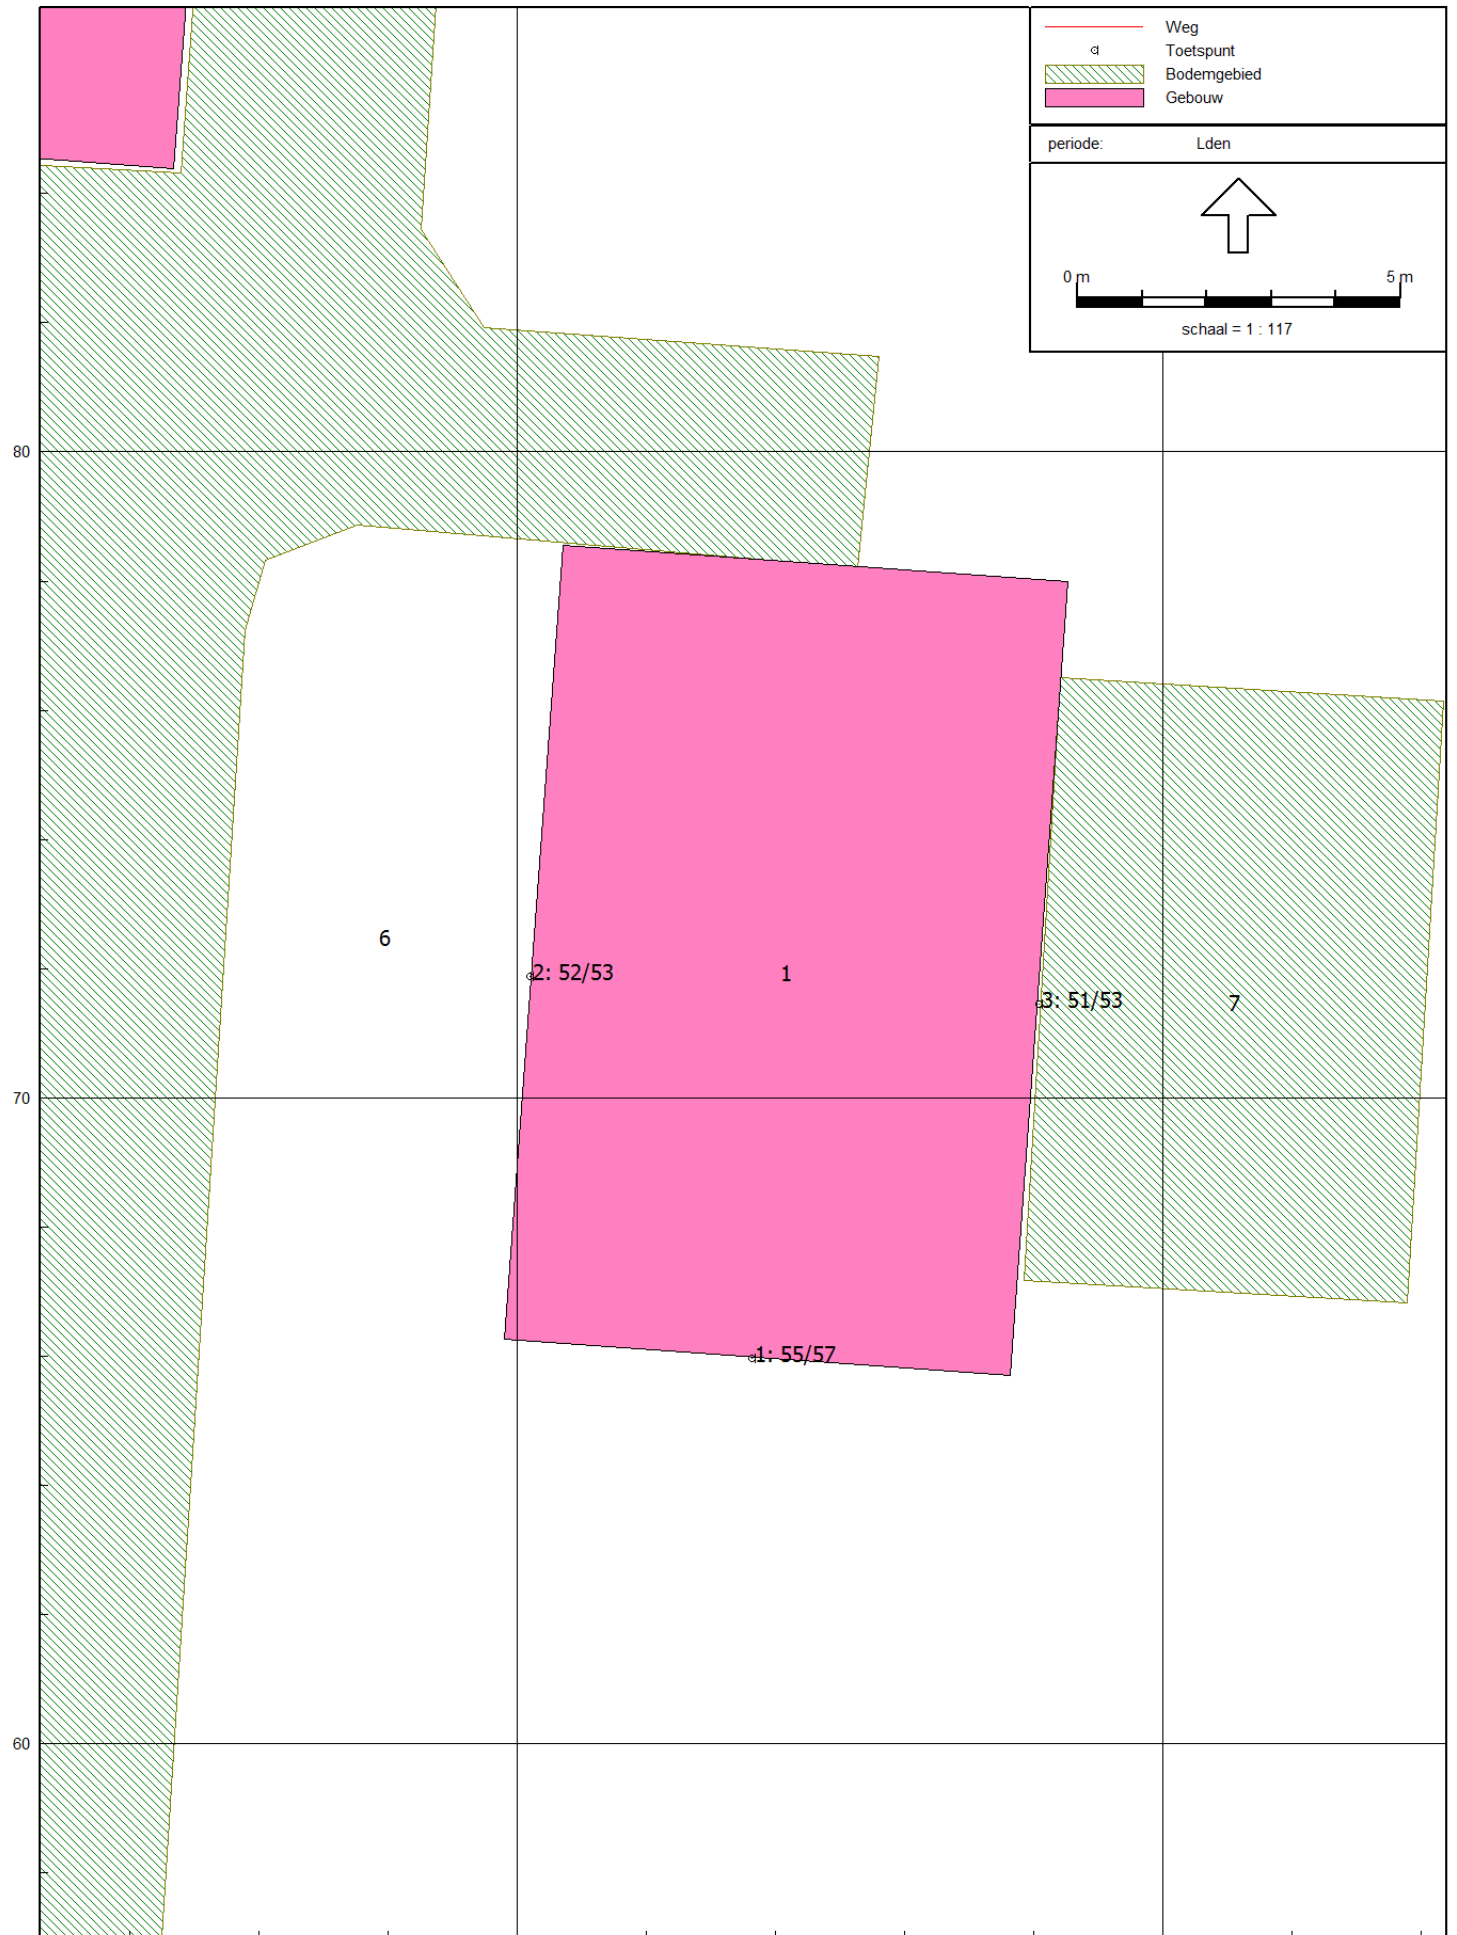 Weg
Toetspunt
Bodemgebied
Gebouw
periode: Lden
0 m 5 m
schaal = 1 : 117
80
6
2: 52/53
1
3: 51/53
7
70
1: 55/57
60